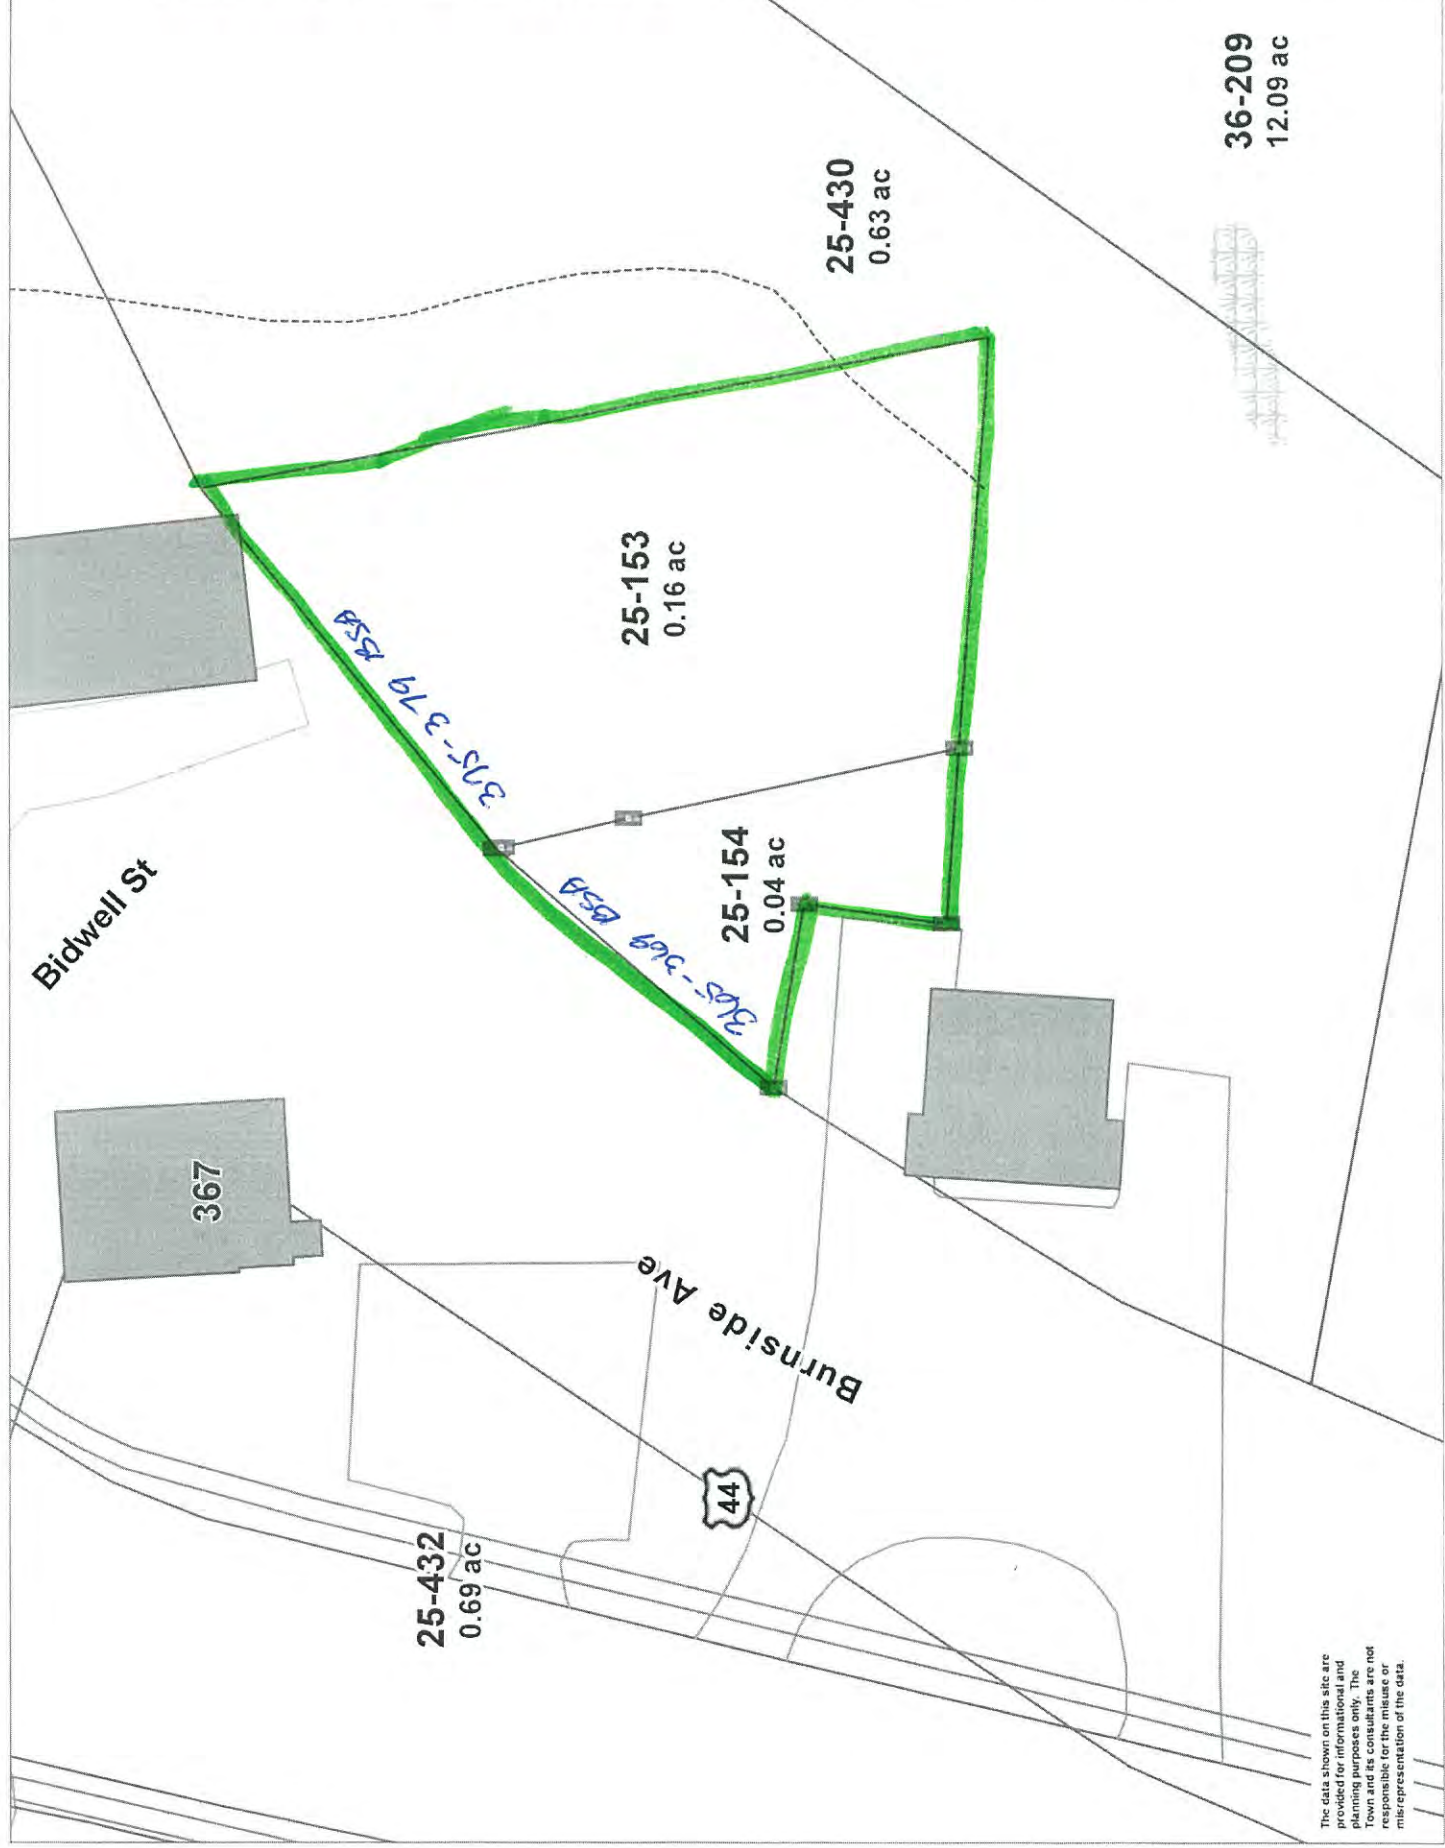 36-209
12.09 ac
25-430
0.63 ac
25-153
0.16 ac
375-379 BSA
Bidwell St
25-154
0.04 ac
365-369 BSA
367
Burnside Ave
44
25-432
0.69 ac
The data shown on this site are
provided for informational and
planning purposes only. The
Town and its consultants are not
responsible for the misuse or
misrepresentation of the data.